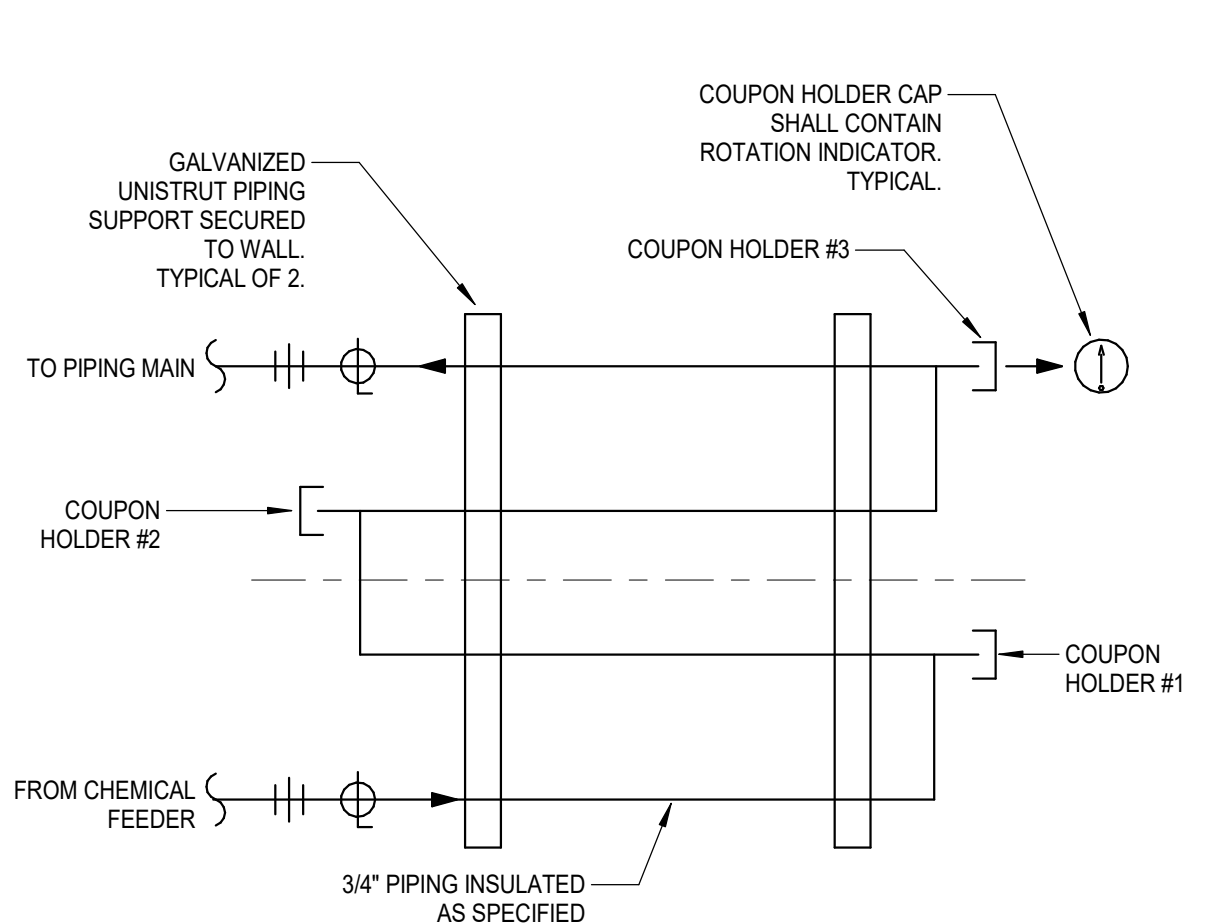 COUPON HOLDER CAP
SHALL CONTAIN
ROTATION INDICATOR.
TYPICAL.
GALVANIZED
UNISTRUT PIPING
SUPPORT SECURED
TO WALL.
TYPICAL OF 2.
COUPON HOLDER #3
TO PIPING MAIN
COUPON
HOLDER #2
COUPON
HOLDER #1
FROM CHEMICAL
FEEDER
3/4" PIPING INSULATED
AS SPECIFIED